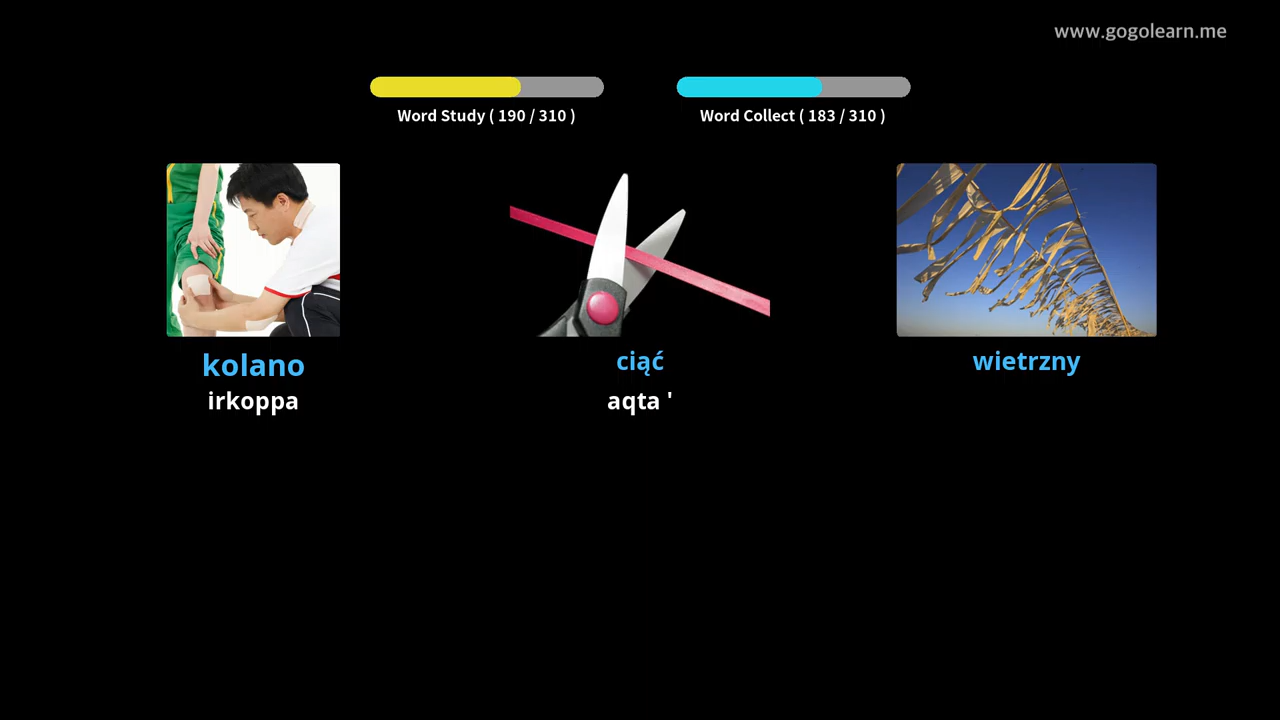 www.gogolearn.me
Word Study ( 190 / 310 )
Word Collect ( 183 / 310 )
kolano
irkoppa
ciąć
aqta '
wietrzny